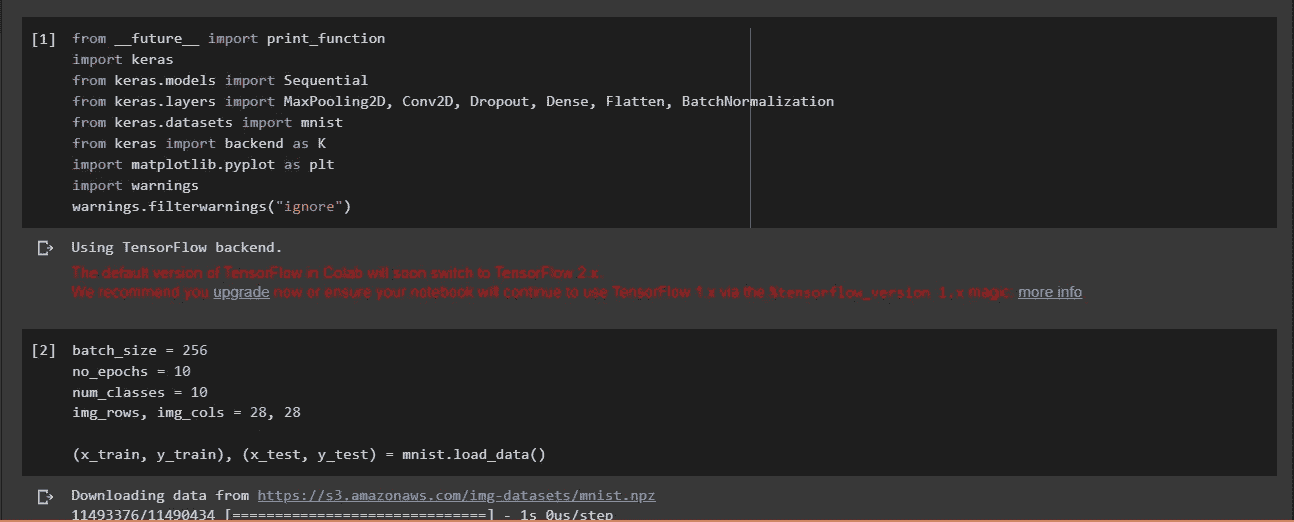 [1] from __future__ import print_function
import keras
from keras.models import Sequential
from keras.layers import MaxPooling2D, Conv2D, Dropout, Dense, Flatten, BatchNormalization
from keras.datasets import mnist
from keras import backend as K
import matplotlib.pyplot as plt
import warnings
warnings.filterwarnings("ignore")
Using TensorFlow backend.
The default version of TensorFlow in Colab will soon switch to TensorFlow 2.x.
We recommend you upgrade now or ensure your notebook will continue to use TensorFlow 1.x via the %tensorflow_version 1.x magic: more info
[2] batch_size = 256
no_epochs = 10
num_classes = 10
img_rows, img_cols = 28, 28
(x_train, y_train), (x_test, y_test) = mnist.load_data()
Downloading data from https://s3.amazonaws.com/img-datasets/mnist.npz
11493376/11490434 [==============================] - 1s 0us/step